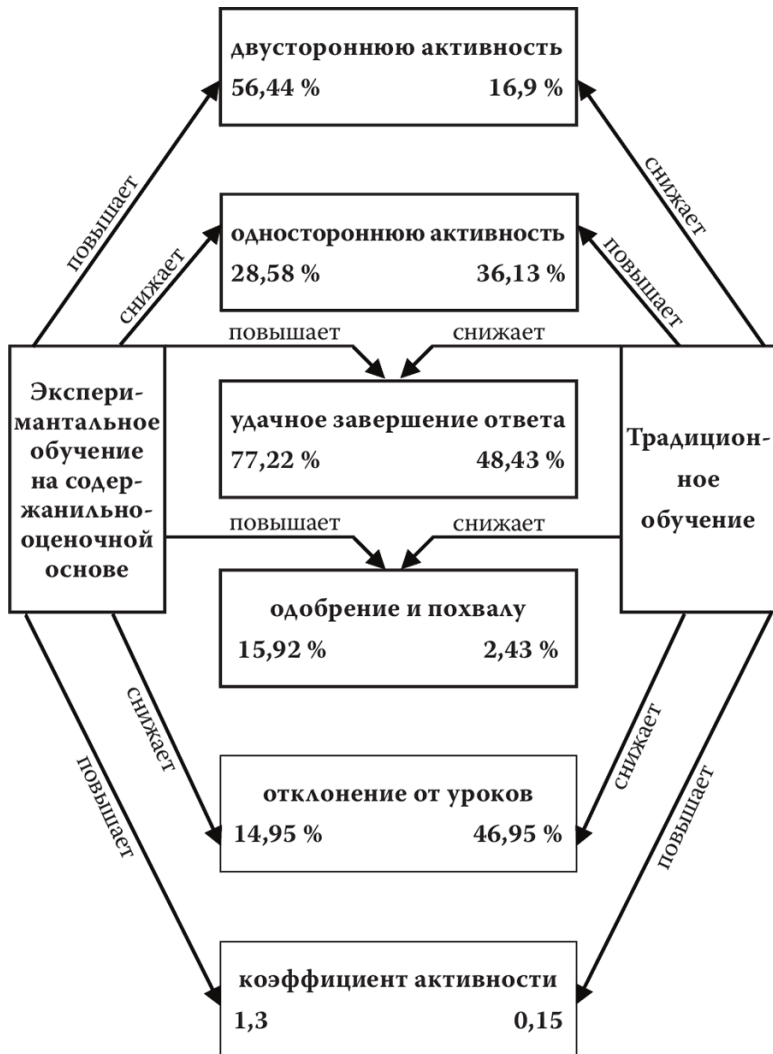 двустороннюю активность
56,44 % 16,9 %
повышает
снижает
одностороннюю активность
28,58 % 36,13 %
снижает
повышает
повышает
снижает
Экспери-
мантальное
обучение
на содер-
жанильно-
оценочной
основе
удачное завершение ответа
77,22 % 48,43 %
Традицион-
ное
обучение
повышает
снижает
одобрение и похвалу
15,92 % 2,43 %
снижает
снижает
отклонение от уроков
14,95 % 46,95 %
повышает
повышает
коэффициент активности
1,3 0,15